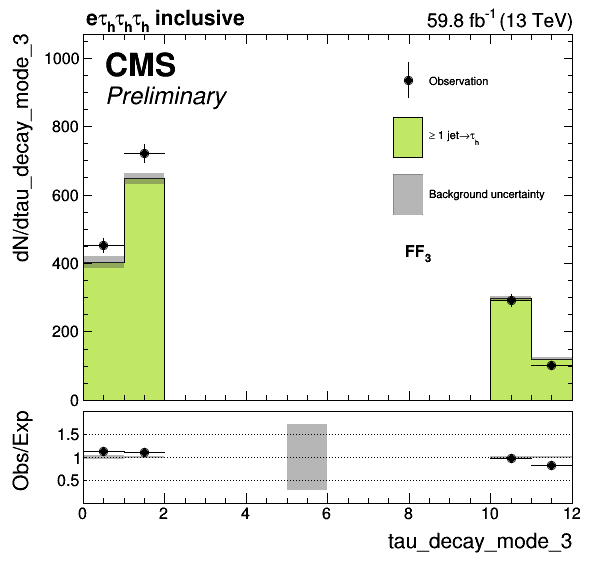 eτhτhτh inclusive
59.8 fb⁻¹ (13 TeV)
CMS
Preliminary
Observation
≥ 1 jet→τh
Background uncertainty
FF3
dN/dtau_decay_mode_3
1000
800
600
400
200
0
Obs/Exp
1.5
1
0.5
0 2 4 6 8 10 12
tau_decay_mode_3